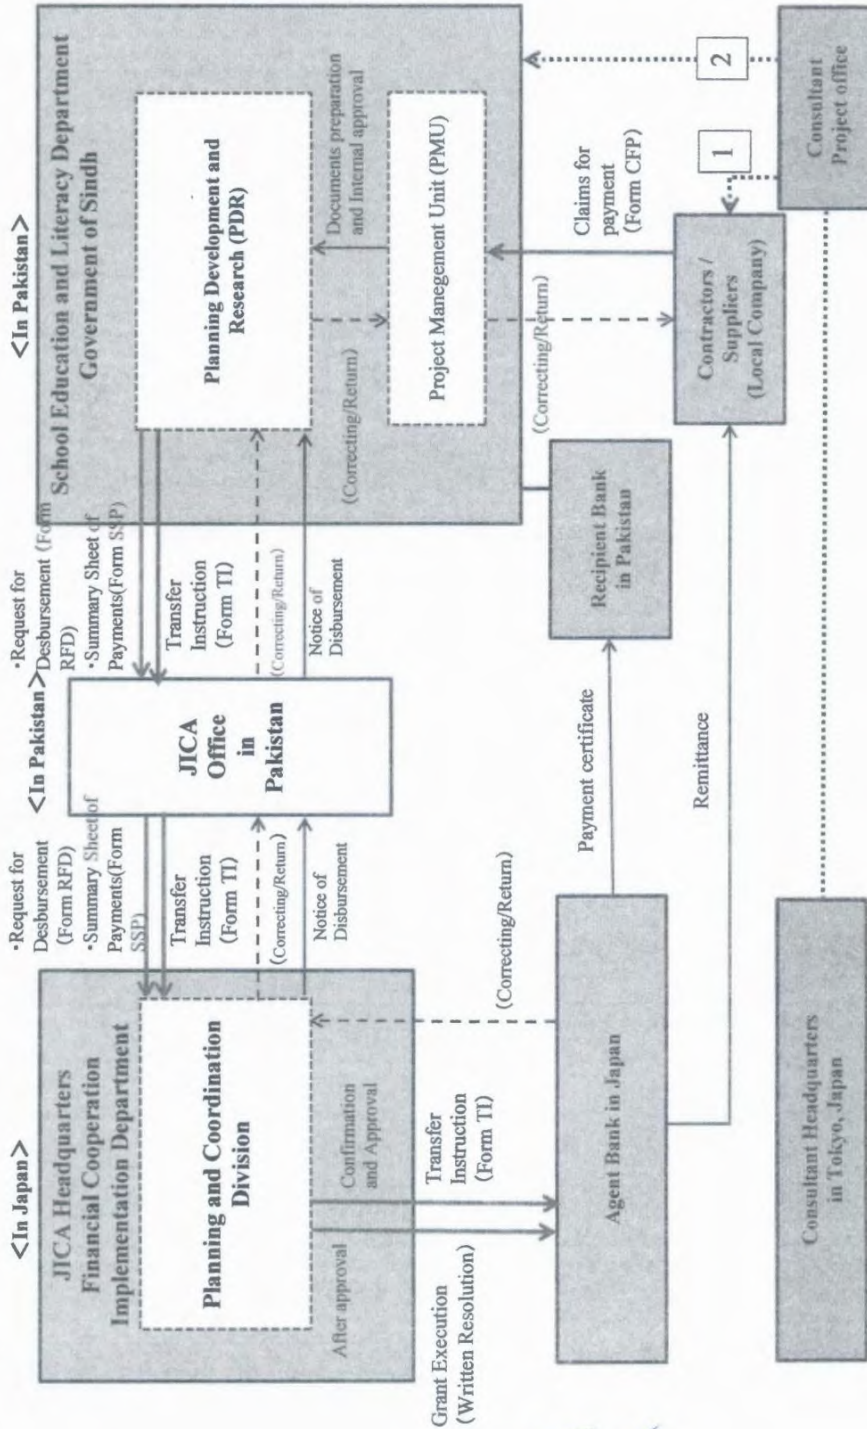 <In Japan>
JICA Headquarters
Financial Cooperation
Implementation Department
Planning and Coordination
Division
After approval
Confirmation
and Approval
Grant Execution
(Written Resolution)
Transfer
Instruction
(Form TI)
(Correcting/Return)
Agent Bank in Japan
Consultant Headquarters
in Tokyo, Japan
・Request for
Desbursement
(Form RFD)
・Summary Sheet of
Payments(Form
SSP)
Transfer
Instruction
(Form TI)
(Correcting/Return)
Notice of
Disbursement
<In Pakistan>
JICA
Office
in
Pakistan
Payment certificate
Remittance
・Request for
Desbursement (Form
RFD)
・Summary Sheet of
Payments(Form SSP)
Transfer
Instruction
(Form TI)
(Correcting/Return)
Notice of
Disbursement
<In Pakistan>
School Education and Literacy Department
Government of Sindh
Planning Development and
Research (PDR)
(Correcting/Return)
Documents preparation
and Internal approval
Project Manegement Unit (PMU)
(Correcting/Return)
Claims for
payment
(Form CFP)
Recipient Bank
in Pakistan
Contractors /
Suppliers
(Local Company)
1
2
Consultant
Project office